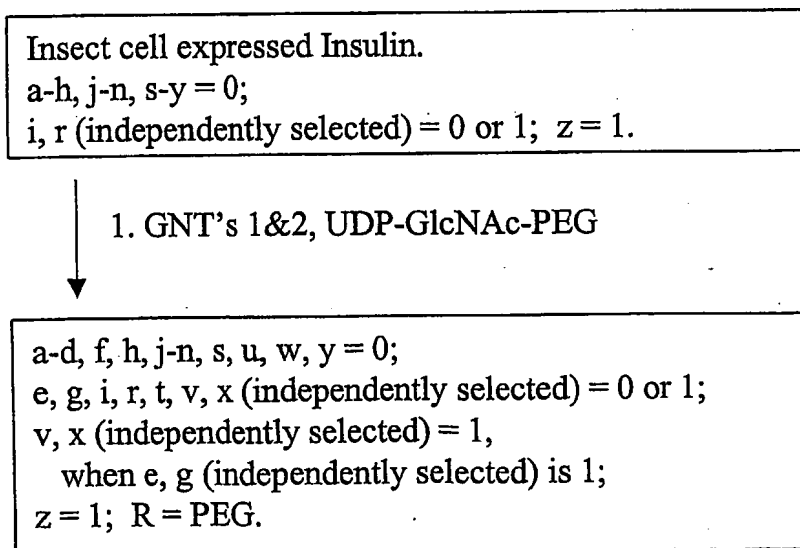 Insect cell expressed Insulin.
a-h, j-n, s-y = 0;
i, r (independently selected) = 0 or 1; z = 1.
1. GNT's 1&2, UDP-GlcNAc-PEG
a-d, f, h, j-n, s, u, w, y = 0;
e, g, i, r, t, v, x (independently selected) = 0 or 1;
v, x (independently selected) = 1,
when e, g (independently selected) is 1;
z = 1; R = PEG.